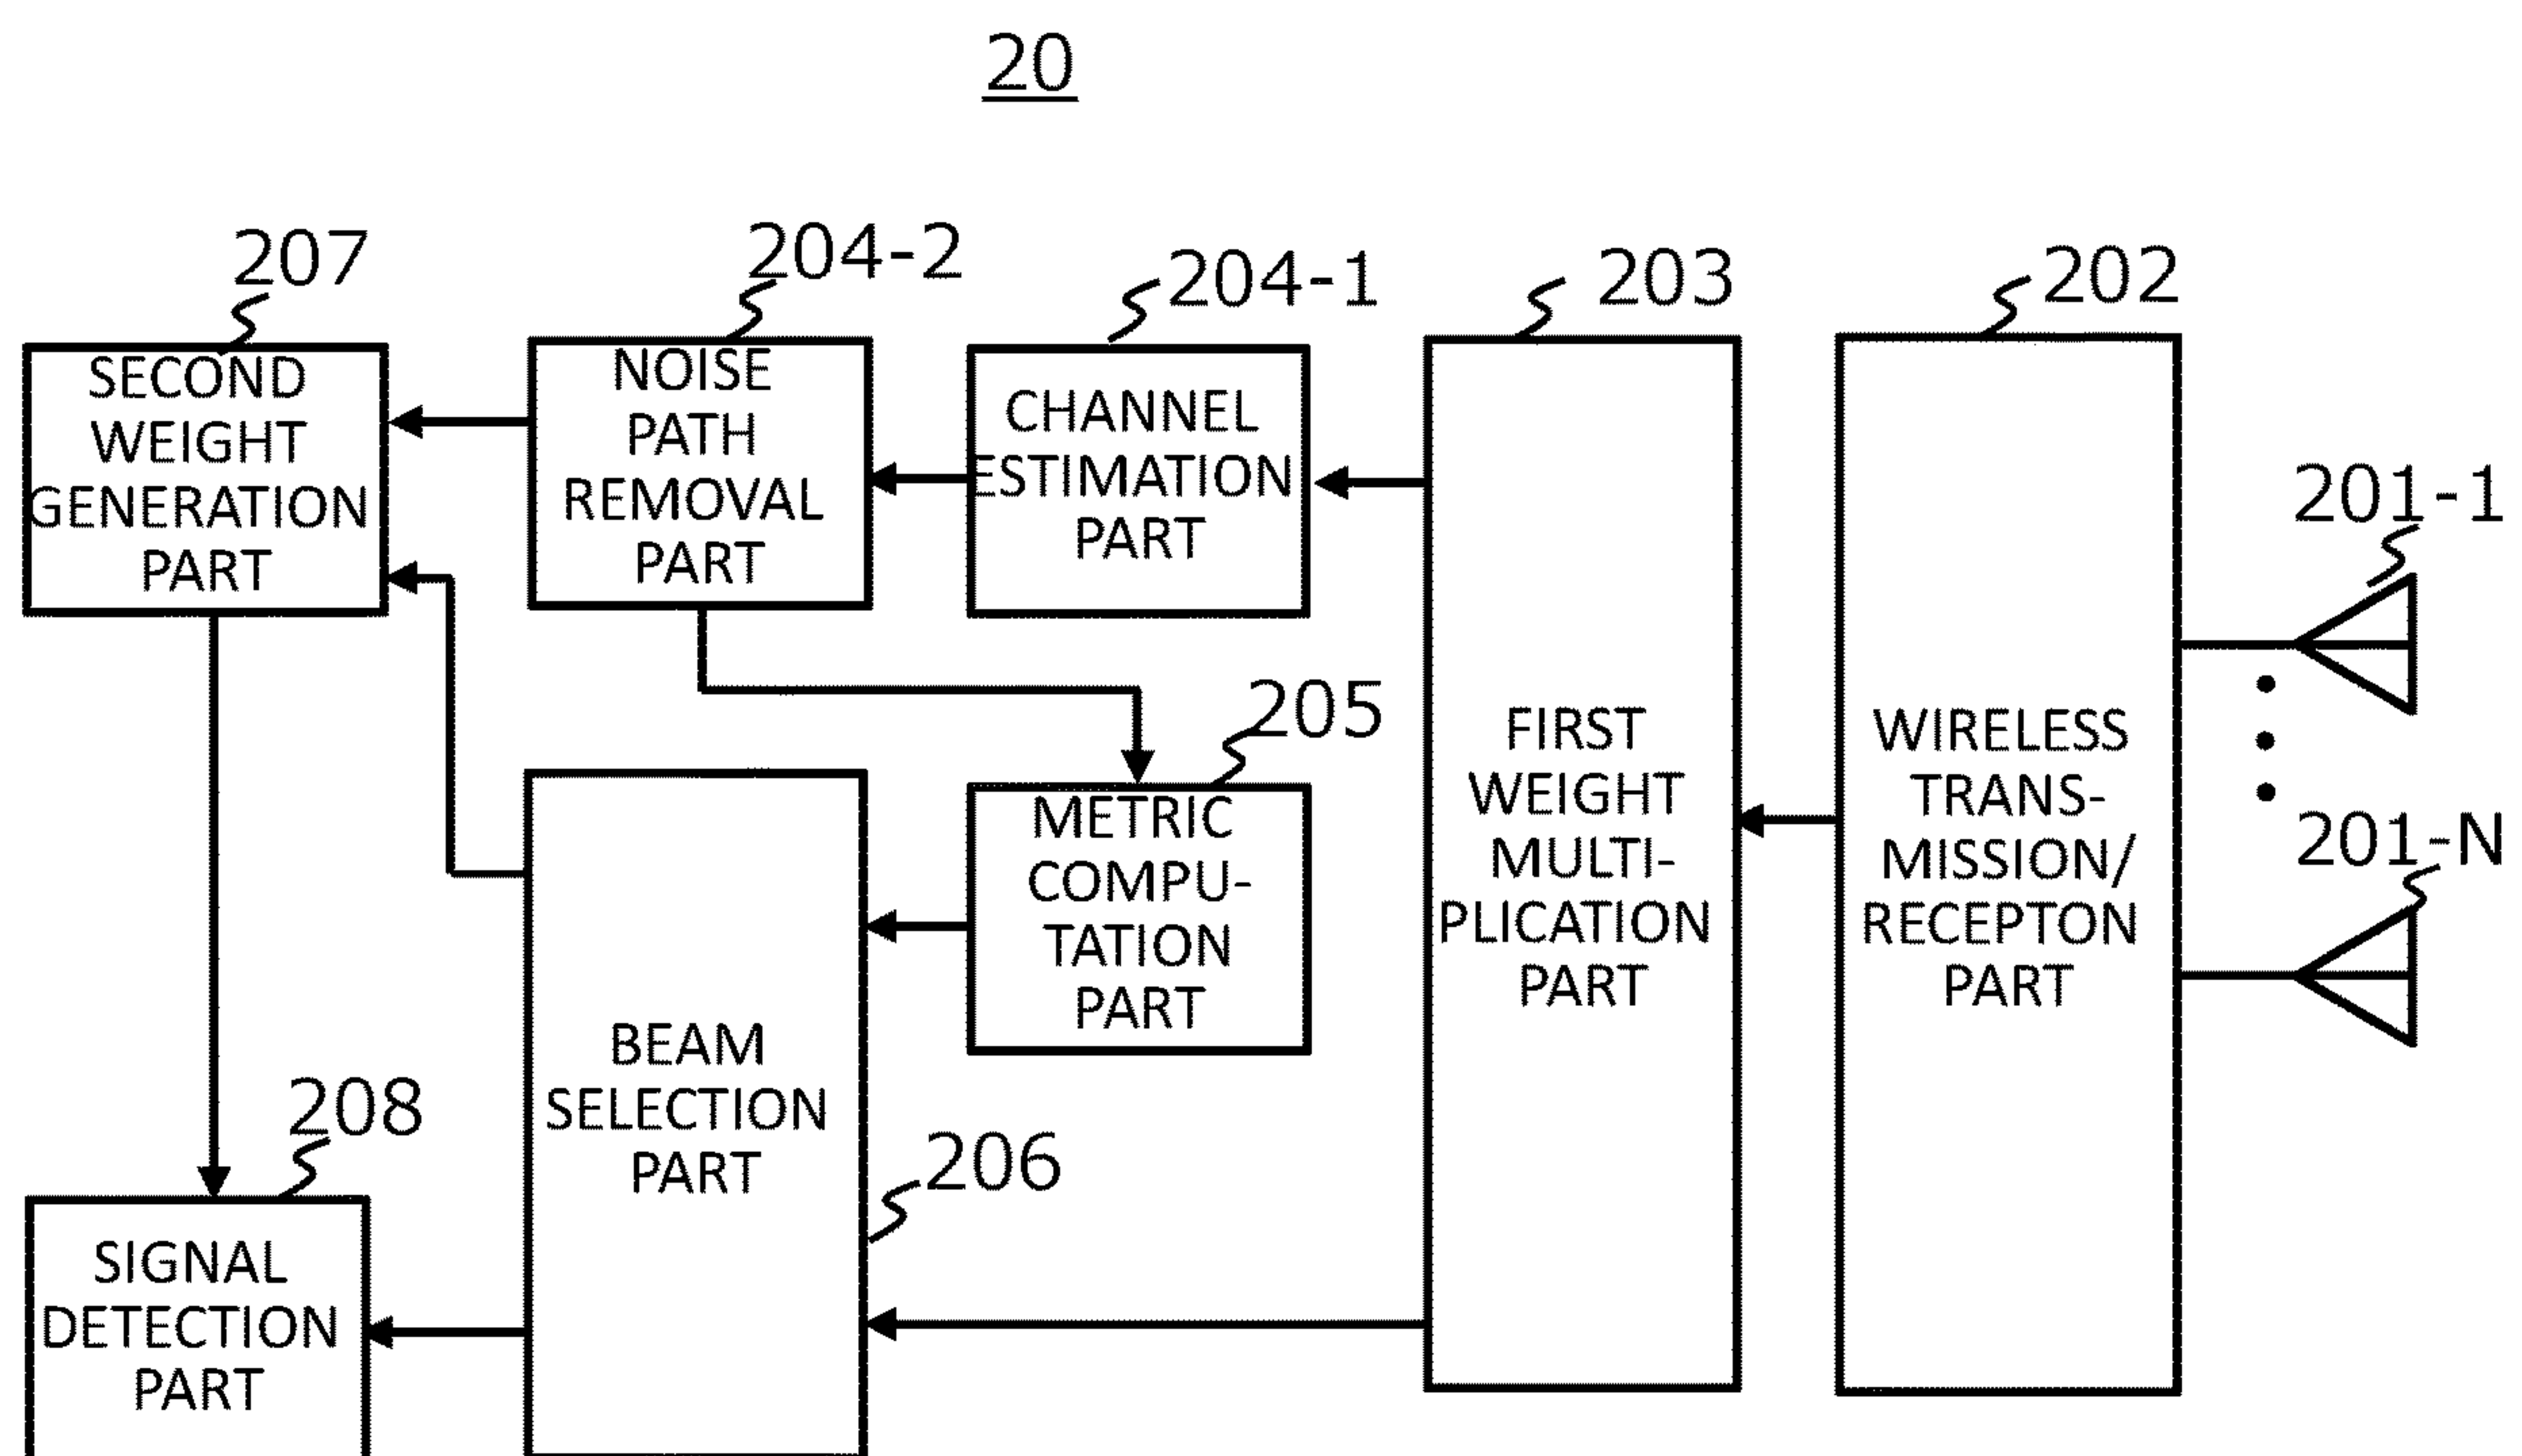 20
207
204-2
204-1
203
202
SECOND
WEIGHT
GENERATION
PART
NOISE
PATH
REMOVAL
PART
CHANNEL
ESTIMATION
PART
201-1
205
METRIC
COMPU-
TATION
PART
FIRST
WEIGHT
MULTI-
PLICATION
PART
WIRELESS
TRANS-
MISSION/
RECEPTON
PART
201-N
BEAM
SELECTION
PART
206
208
SIGNAL
DETECTION
PART